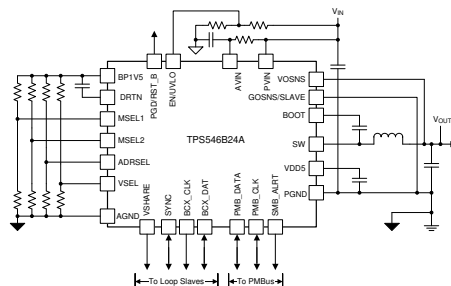 VIN
PGD/RST_B
EN/UVLO
AVIN
PVIN
BP1V5
DRTN
MSEL1
MSEL2
ADRSEL
VSEL
AGND
TPS546B24A
VOSNS
GOSNS/SLAVE
BOOT
SW
VDD5
PGND
VOUT
VSHARE
SYNC
BCX_CLK
BCX_DAT
PMB_DATA
PMB_CLK
SMB_ALRT
To Loop Slaves
To PMBus